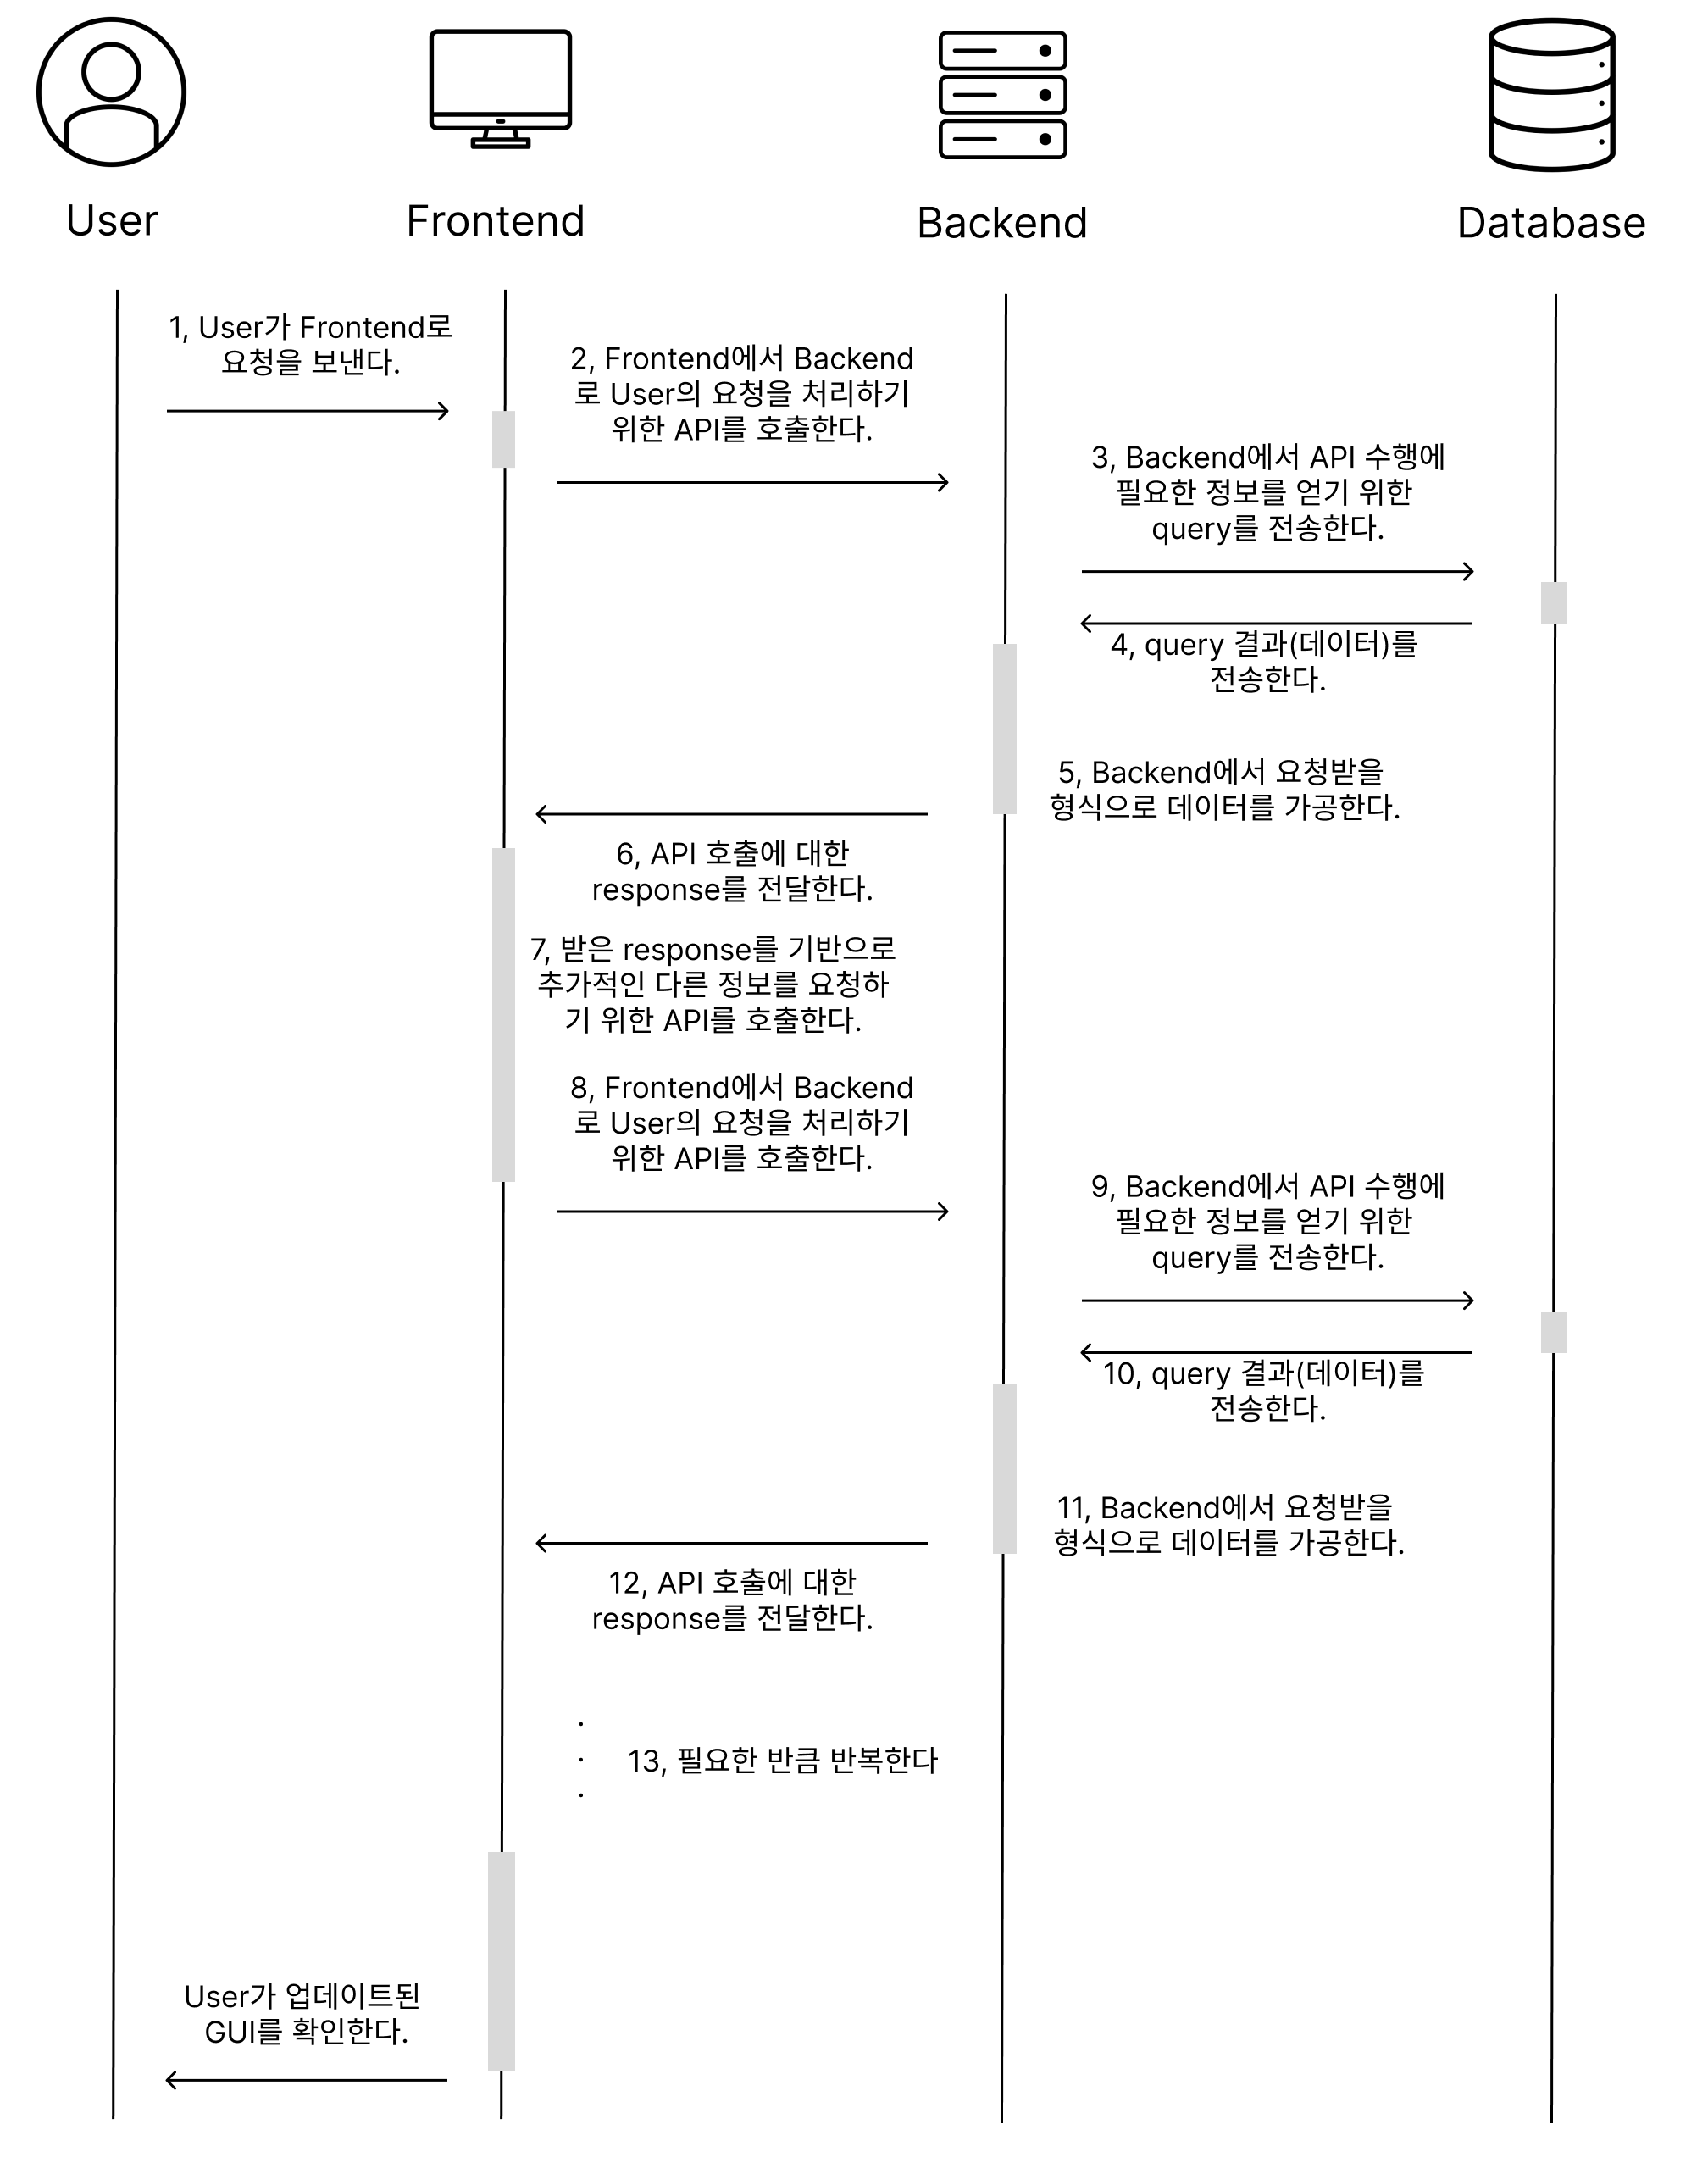 User
Frontend
Backend
Database
1, User가 Frontend로
요청을 보낸다.
2, Frontend에서 Backend
로 User의 요청을 처리하기
위한 API를 호출한다.
3, Backend에서 API 수행에
필요한 정보를 얻기 위한
query를 전송한다.
4, query 결과(데이터)를
전송한다.
5, Backend에서 요청받을
형식으로 데이터를 가공한다.
6, API 호출에 대한
response를 전달한다.
7, 받은 response를 기반으로
추가적인 다른 정보를 요청하
기 위한 API를 호출한다.
8, Frontend에서 Backend
로 User의 요청을 처리하기
위한 API를 호출한다.
9, Backend에서 API 수행에
필요한 정보를 얻기 위한
query를 전송한다.
10, query 결과(데이터)를
전송한다.
11, Backend에서 요청받을
형식으로 데이터를 가공한다.
12, API 호출에 대한
response를 전달한다.
.
.
.
13, 필요한 반큼 반복한다
User가 업데이트된
GUI를 확인한다.